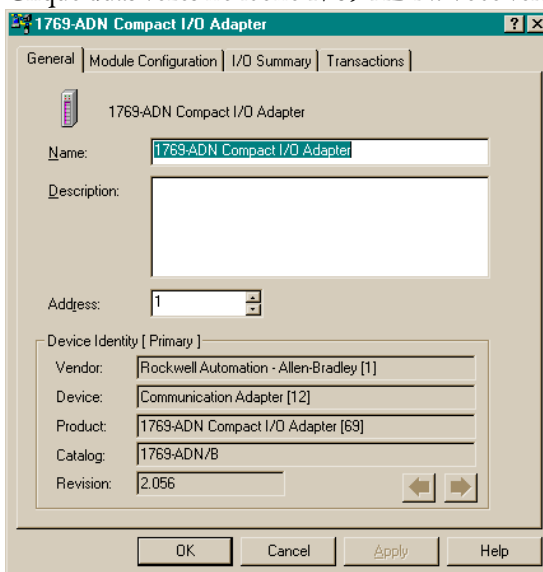 1769-ADN Compact I/O Adapter
General Module Configuration I/O Summary Transactions
1769-ADN Compact I/O Adapter
Name: 1769-ADN Compact I/O Adapter
Description:
Address: 1
Device Identity [ Primary ]
Vendor: Rockwell Automation - Allen-Bradley [1]
Device: Communication Adapter [12]
Product: 1769-ADN Compact I/O Adapter [69]
Catalog: 1769-ADN/B
Revision: 2.056
OK Cancel Apply Help